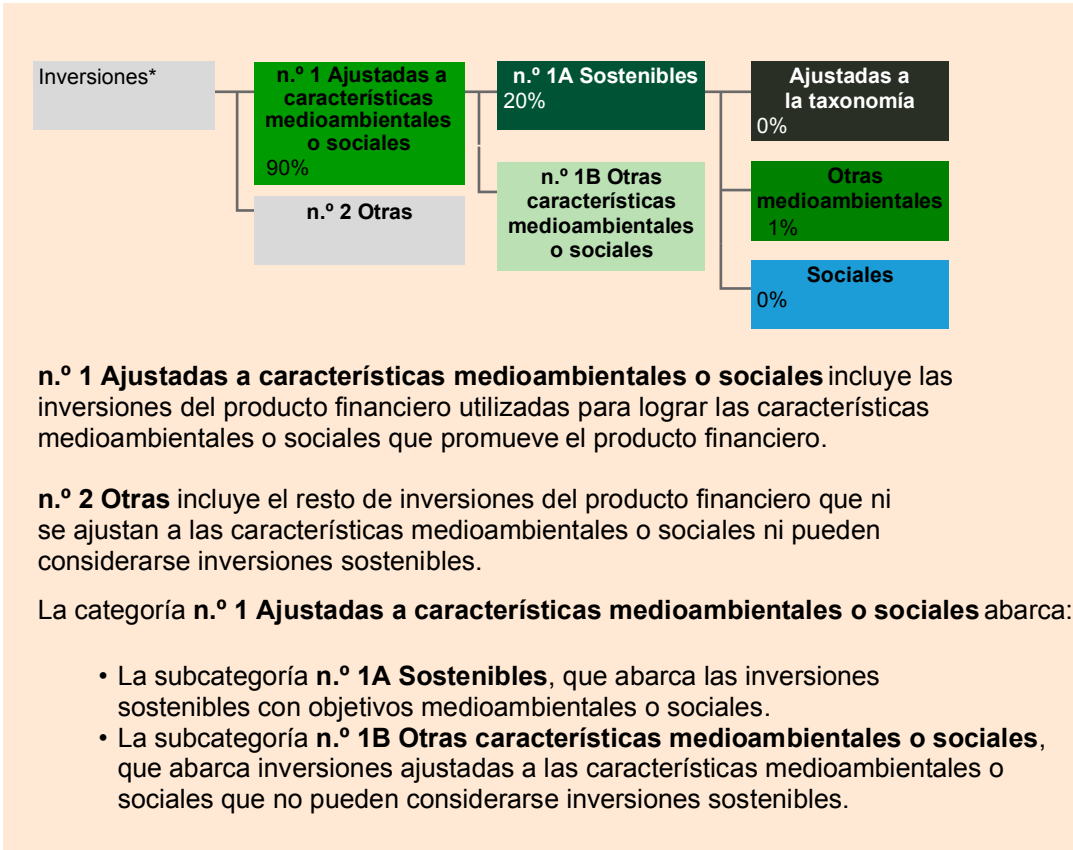 Inversiones*
n.º 1 Ajustadas a
características
medioambientales
o sociales
90%
n.º 2 Otras
n.º 1A Sostenibles
20%
n.º 1B Otras
características
medioambientales
o sociales
Ajustadas a
la taxonomía
0%
Otras
medioambientales
1%
Sociales
0%
n.º 1 Ajustadas a características medioambientales o sociales incluye las
inversiones del producto financiero utilizadas para lograr las características
medioambientales o sociales que promueve el producto financiero.
n.º 2 Otras incluye el resto de inversiones del producto financiero que ni
se ajustan a las características medioambientales o sociales ni pueden
considerarse inversiones sostenibles.
La categoría n.º 1 Ajustadas a características medioambientales o sociales abarca:
• La subcategoría n.º 1A Sostenibles, que abarca las inversiones
sostenibles con objetivos medioambientales o sociales.
• La subcategoría n.º 1B Otras características medioambientales o sociales,
que abarca inversiones ajustadas a las características medioambientales o
sociales que no pueden considerarse inversiones sostenibles.